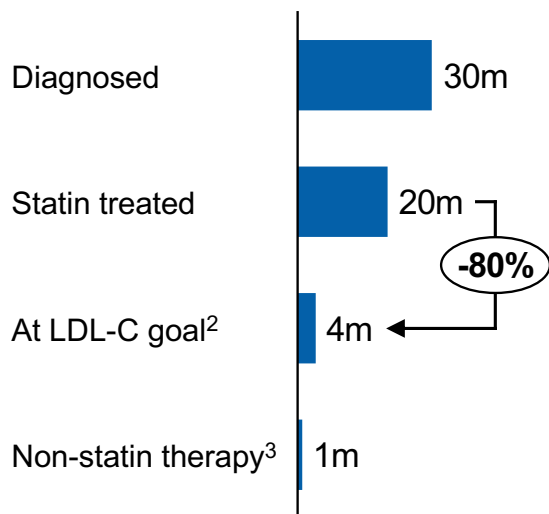 Diagnosed 30m
Statin treated 20m
-80%
At LDL-C goal² 4m
Non-statin therapy³ 1m